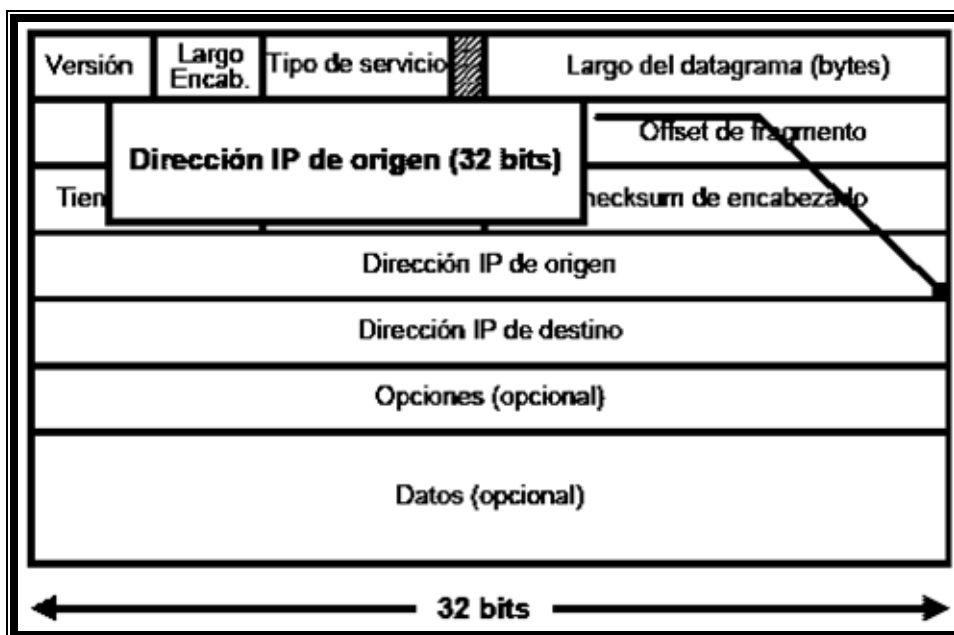 Versión
Largo
Encab.
Tipo de servicio
Largo del datagrama (bytes)
Dirección IP de origen (32 bits)
Offset de fragmento
de encabezado
Dirección IP de origen
Dirección IP de destino
Opciones (opcional)
Datos (opcional)
32 bits